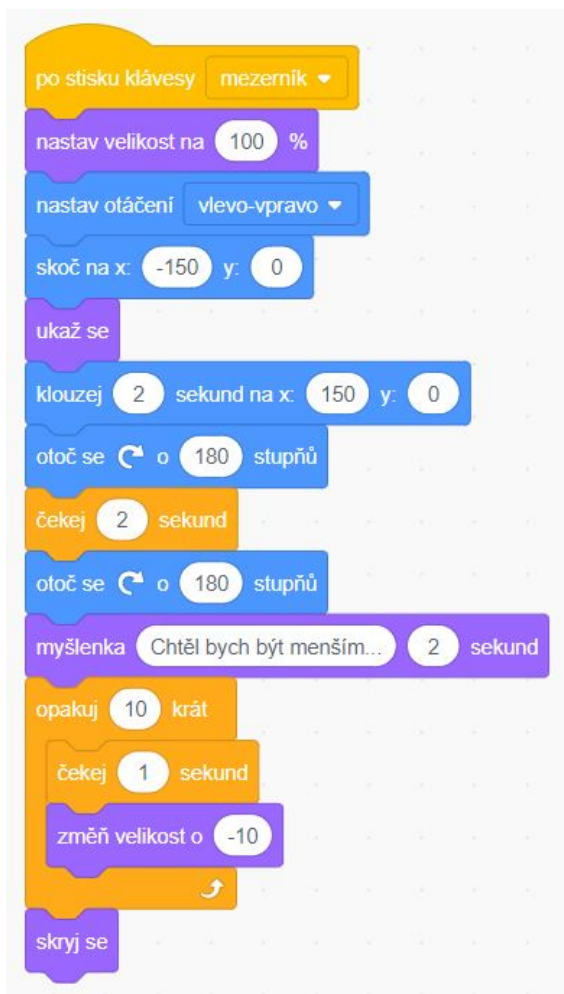 po stisku klávesy mezerník
nastav velikost na 100 %
nastav otáčení vlevo-vpravo
skoč na x: -150 y: 0
ukaž se
klouzej 2 sekund na x: 150 y: 0
otoč se o 180 stupňů
čekej 2 sekund
otoč se o 180 stupňů
myšlenka Chtěl bych být menším... 2 sekund
opakuj 10 krát
čekej 1 sekund
změň velikost o -10
skryj se